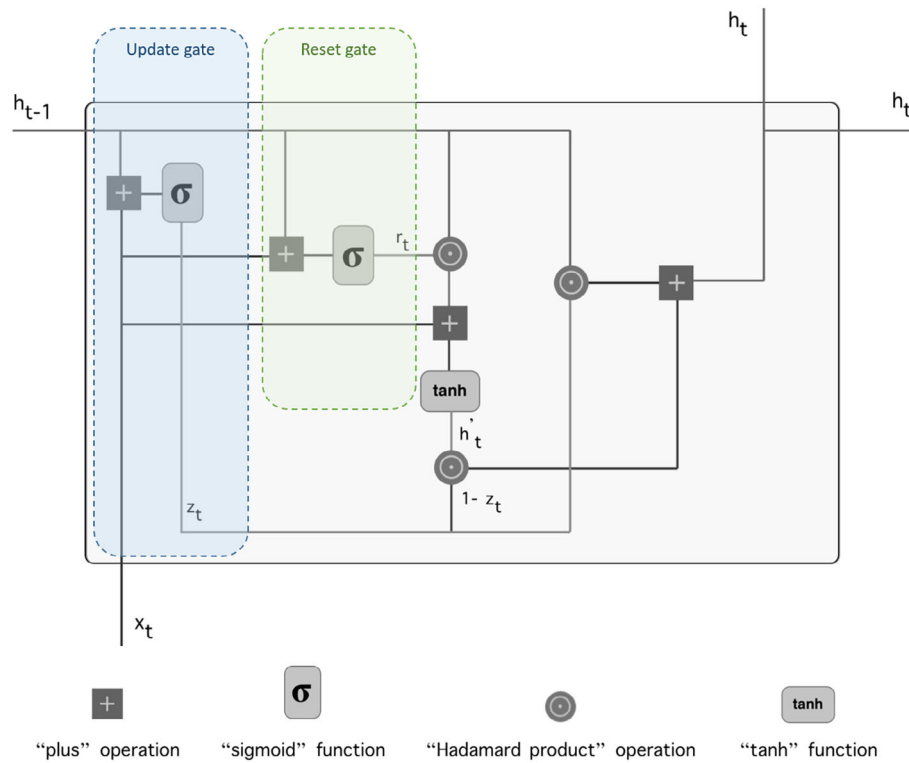 h_t
Update gate
Reset gate
h_{t-1}
h_t
+
σ
+
σ
r_t
+
+
tanh
h'_t
1- z_t
z_t
x_t
+
σ
tanh
“plus” operation
“sigmoid” function
“Hadamard product” operation
“tanh” function